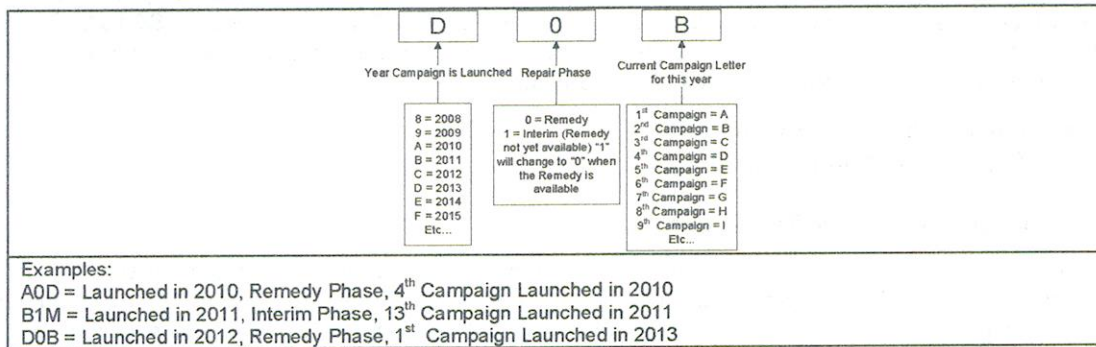 D 0 B
Year Campaign is Launched Repair Phase Current Campaign Letter
for this year
8 = 2008
9 = 2009
A = 2010
B = 2011
C = 2012
D = 2013
E = 2014
F = 2015
Etc...
0 = Remedy
1 = Interim (Remedy
not yet available) "1"
will change to "0" when
the Remedy is
available
1st Campaign = A
2nd Campaign = B
3rd Campaign = C
4th Campaign = D
5th Campaign = E
6th Campaign = F
7th Campaign = G
8th Campaign = H
9th Campaign = I
Etc...
Examples:
A0D = Launched in 2010, Remedy Phase, 4th Campaign Launched in 2010
B1M = Launched in 2011, Interim Phase, 13th Campaign Launched in 2011
D0B = Launched in 2012, Remedy Phase, 1st Campaign Launched in 2013